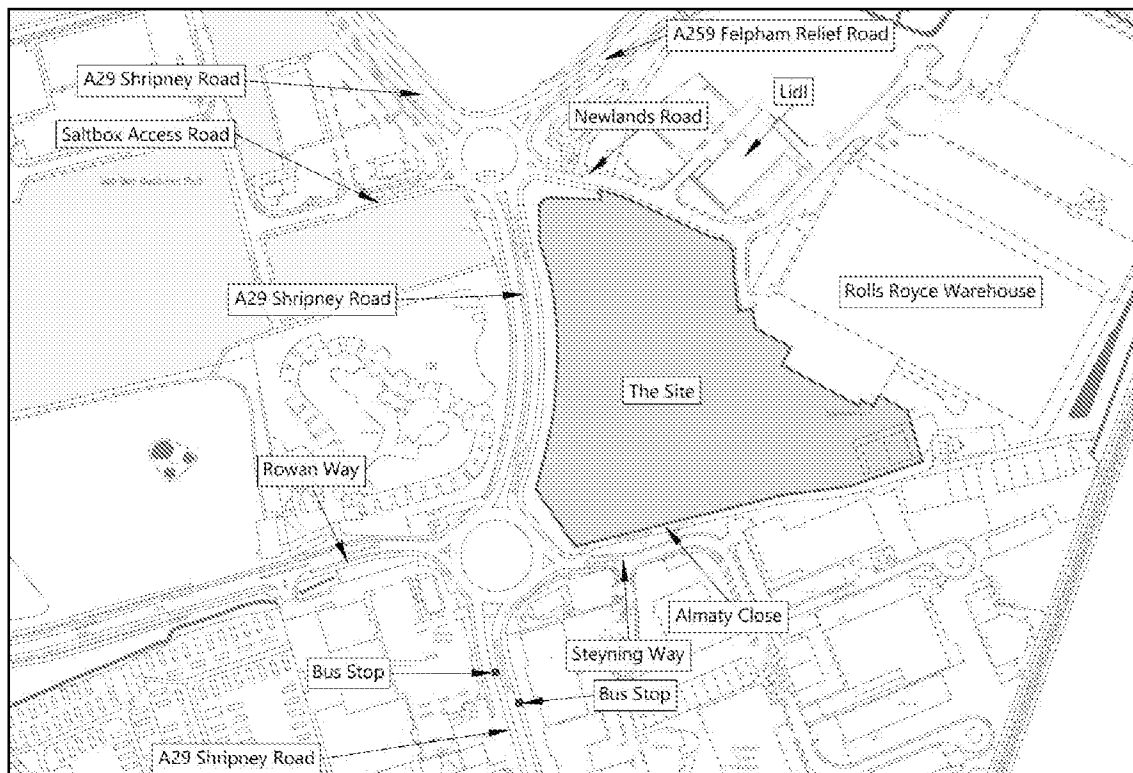 A259 Felpham Relief Road
A29 Shripney Road
Lidl
Newlands Road
Saltbox Access Road
A29 Shripney Road
Rolls Royce Warehouse
The Site
Rowan Way
Almaty Close
Steyning Way
Bus Stop
Bus Stop
A29 Shripney Road